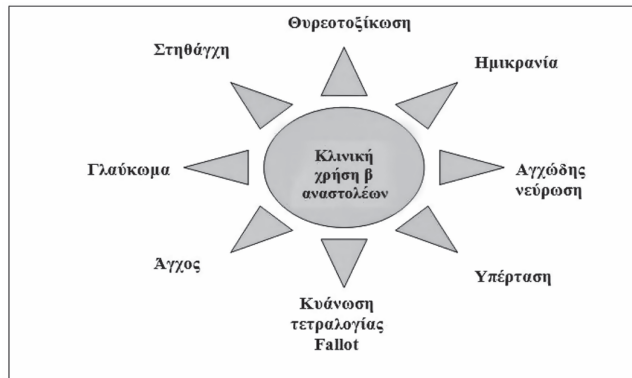 Θυρεοτοξίκωση
Στηθάγχη
Ημικρανία
Γλαύκωμα
Κλινική
χρήση β
αναστολέων
Αγχώδης
νεύρωση
Άγχος
Υπέρταση
Κυάνωση
τετραλογίας
Fallot